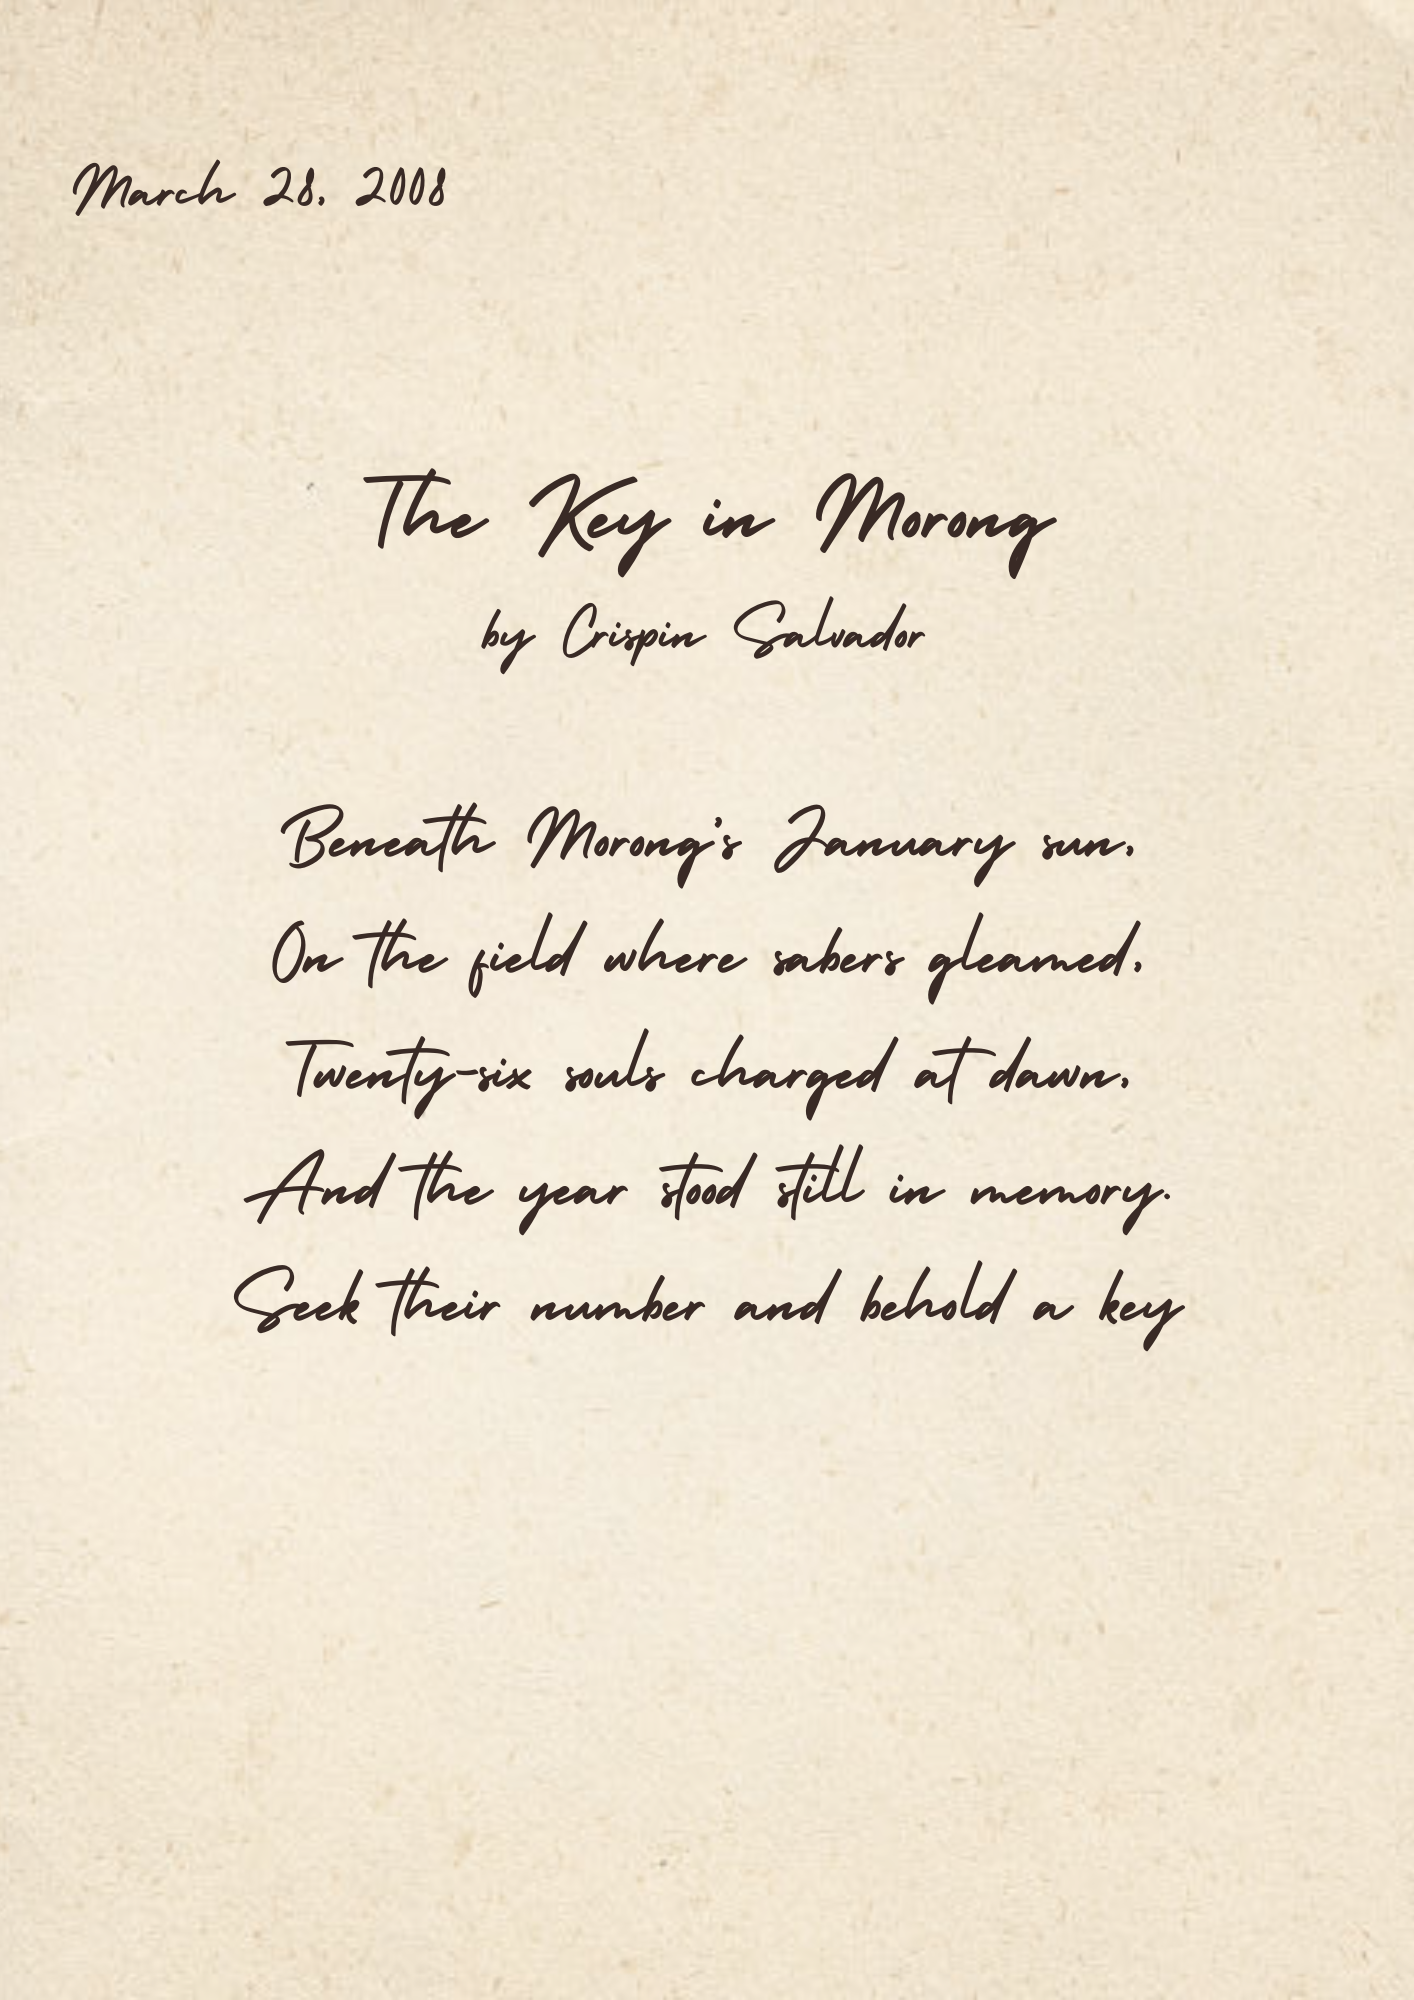 March 28, 2008
The Key in Morong
by Crispin Salvador
Beneath Morong's January sun,
On the field where sabers gleamed,
Twenty-six souls charged at dawn,
And the year stood still in memory.
Seek their number and behold a key